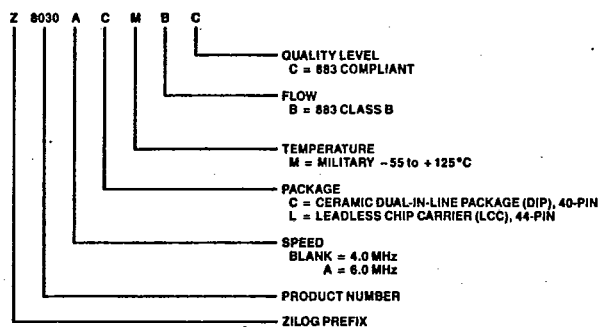 Z 8030 A C M B C
QUALITY LEVEL
C = 883 COMPLIANT
FLOW
B = 883 CLASS B
TEMPERATURE
M = MILITARY -55 to +125°C
PACKAGE
C = CERAMIC DUAL-IN-LINE PACKAGE (DIP), 40-PIN
L = LEADLESS CHIP CARRIER (LCC), 44-PIN
SPEED
BLANK = 4.0 MHz
A = 6.0 MHz
PRODUCT NUMBER
ZILOG PREFIX